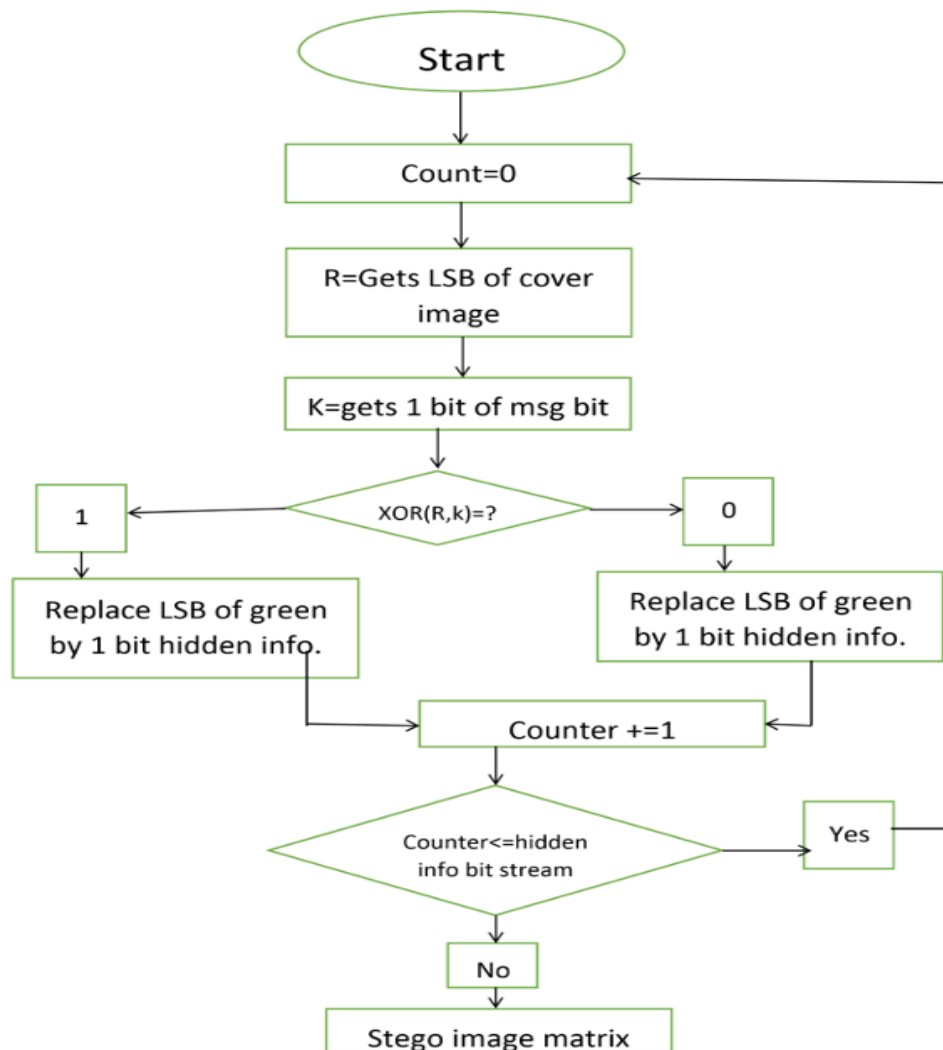 Start
Count=0
R=Gets LSB of cover
image
K=gets 1 bit of msg bit
XOR(R,k)=?
1
0
Replace LSB of green
by 1 bit hidden info.
Replace LSB of green
by 1 bit hidden info.
Counter +=1
Counter<=hidden
info bit stream
Yes
No
Stego image matrix